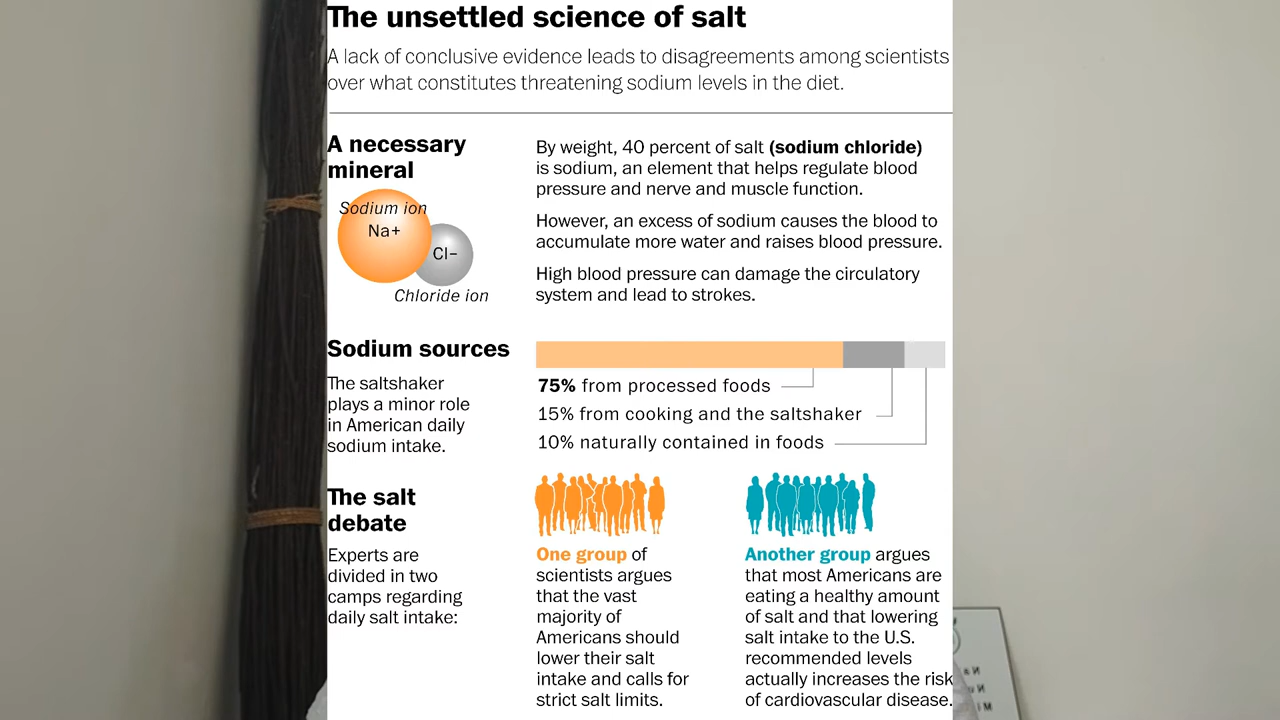 The unsettled science of salt
A lack of conclusive evidence leads to disagreements among scientists
over what constitutes threatening sodium levels in the diet.
A necessary
mineral
Sodium ion
Na+
Cl−
Chloride ion
By weight, 40 percent of salt (sodium chloride)
is sodium, an element that helps regulate blood
pressure and nerve and muscle function.
However, an excess of sodium causes the blood to
accumulate more water and raises blood pressure.
High blood pressure can damage the circulatory
system and lead to strokes.
Sodium sources
The saltshaker
plays a minor role
in American daily
sodium intake.
75% from processed foods
15% from cooking and the saltshaker
10% naturally contained in foods
The salt
debate
Experts are
divided in two
camps regarding
daily salt intake:
One group of
scientists argues
that the vast
majority of
Americans should
lower their salt
intake and calls for
strict salt limits.
Another group argues
that most Americans are
eating a healthy amount
of salt and that lowering
salt intake to the U.S.
recommended levels
actually increases the risk
of cardiovascular disease.